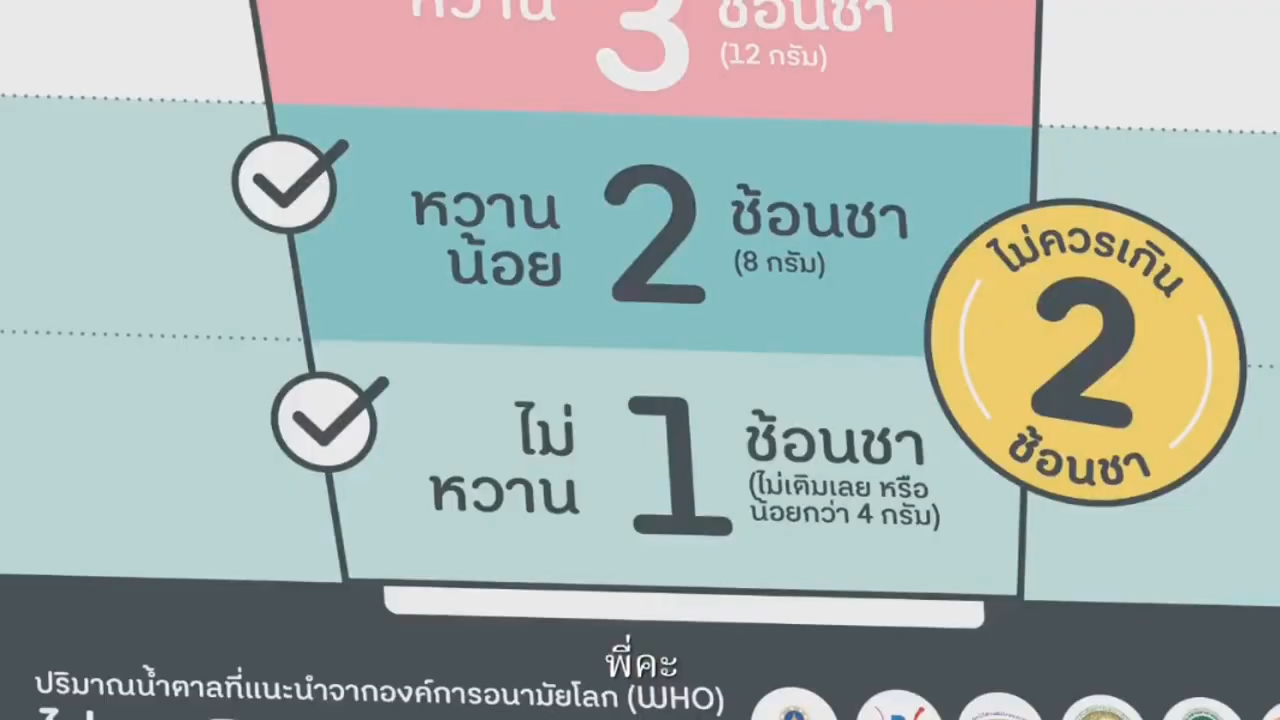 หวาน 3 ช้อนชา
(12 กรัม)
หวาน
น้อย
2 ช้อนชา
(8 กรัม)
ไม่
หวาน
1 ช้อนชา
(ไม่เติมเลย หรือ
น้อยกว่า 4 กรัม)
ไม่ควรเกิน
2
ช้อนชา
พี่คะ
ปริมาณน้ำตาลที่แนะนำจากองค์การอนามัยโลก (WHO)